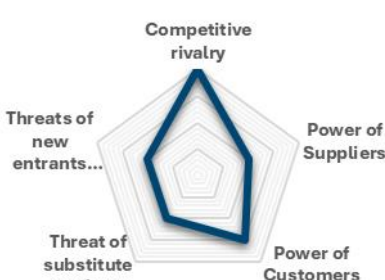 Competitive
rivalry
Threats of
new
entrants...
Power of
Suppliers
Threat of
substitute
Power of
Customers